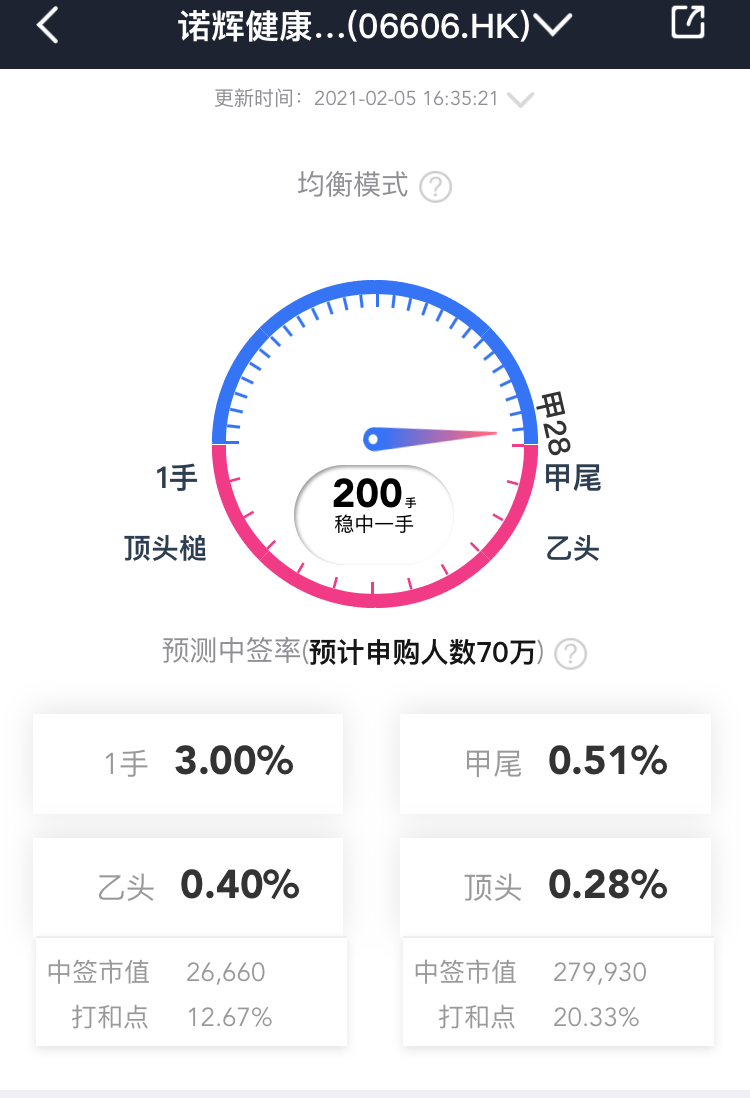 诺辉健康...(06606.HK)
更新时间：2021-02-05 16:35:21
均衡模式 ?
甲28
1手
甲尾
200手
稳中一手
顶头槌
乙头
预测中签率(预计申购人数70万) ?
1手 3.00%
甲尾 0.51%
乙头 0.40%
顶头 0.28%
中签市值 26,660
打和点 12.67%
中签市值 279,930
打和点 20.33%